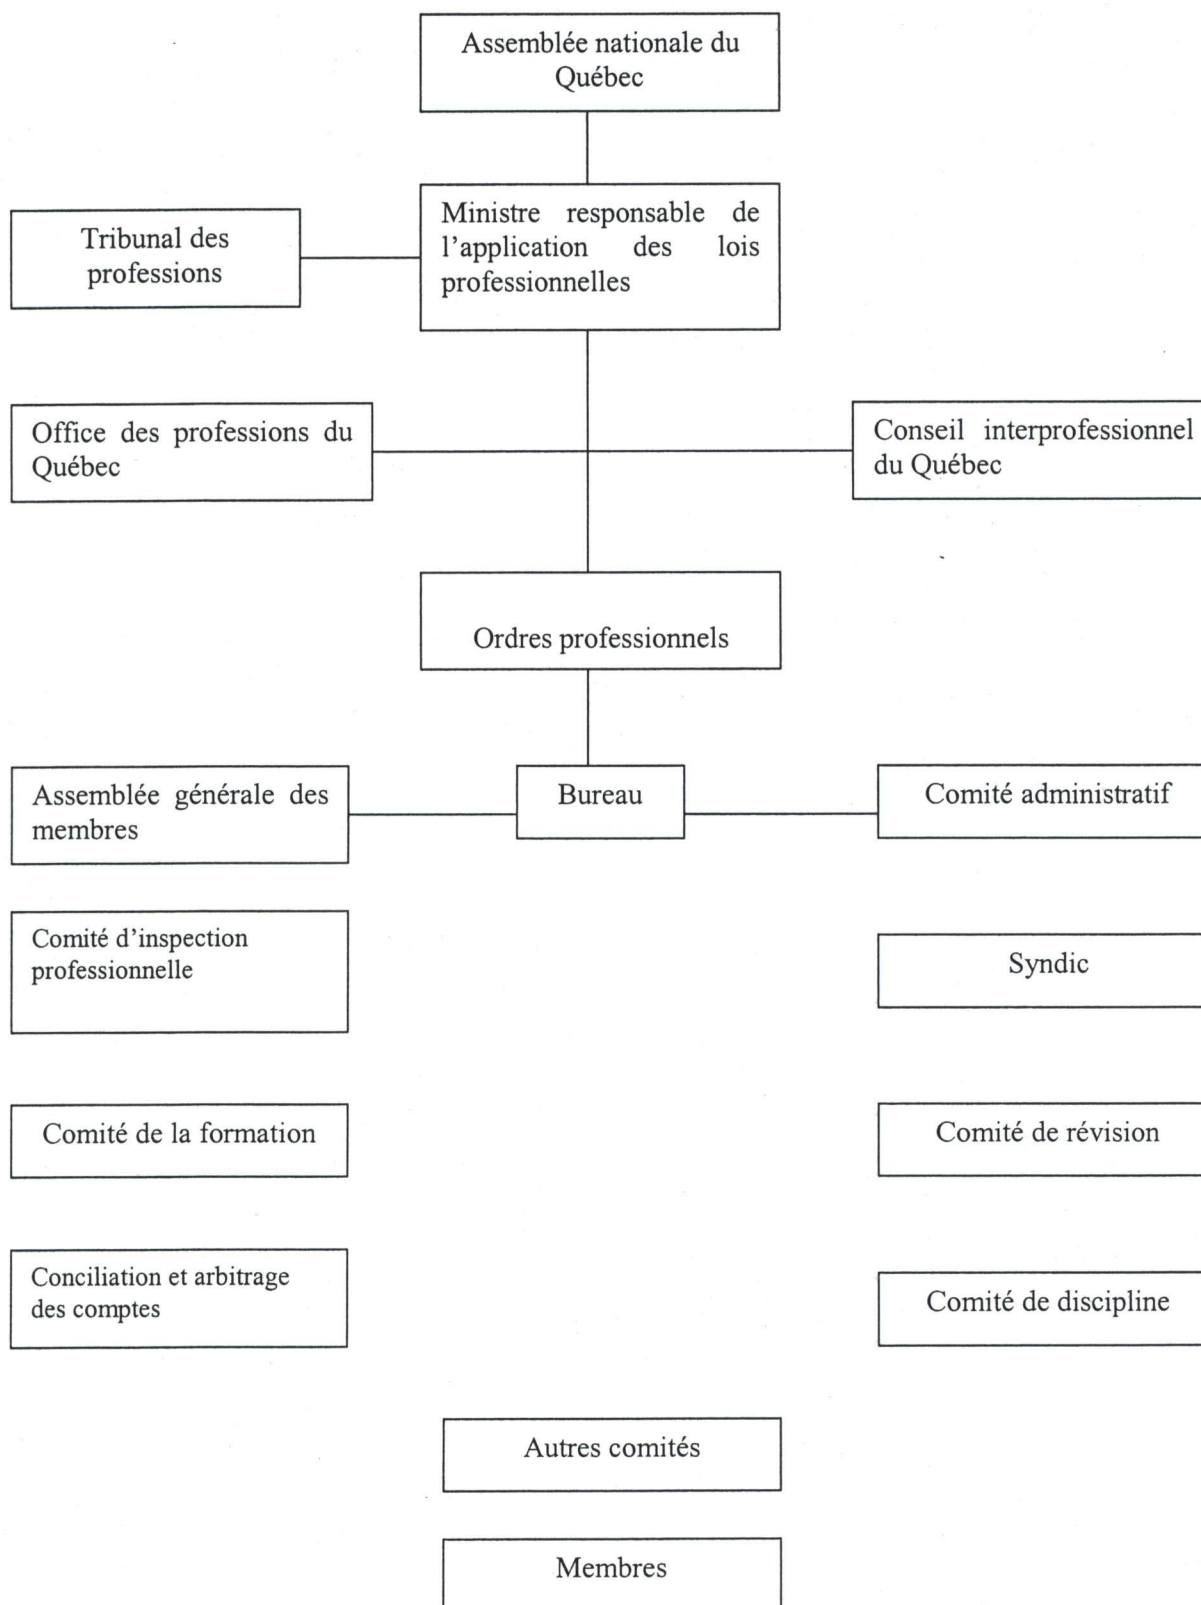 Assemblée nationale du
Québec
Tribunal des
professions
Ministre responsable de
l'application des lois
professionnelles
Office des professions du
Québec
Conseil interprofessionnel
du Québec
Ordres professionnels
Assemblée générale des
membres
Bureau
Comité administratif
Comité d'inspection
professionnelle
Syndic
Comité de la formation
Comité de révision
Conciliation et arbitrage
des comptes
Comité de discipline
Autres comités
Membres